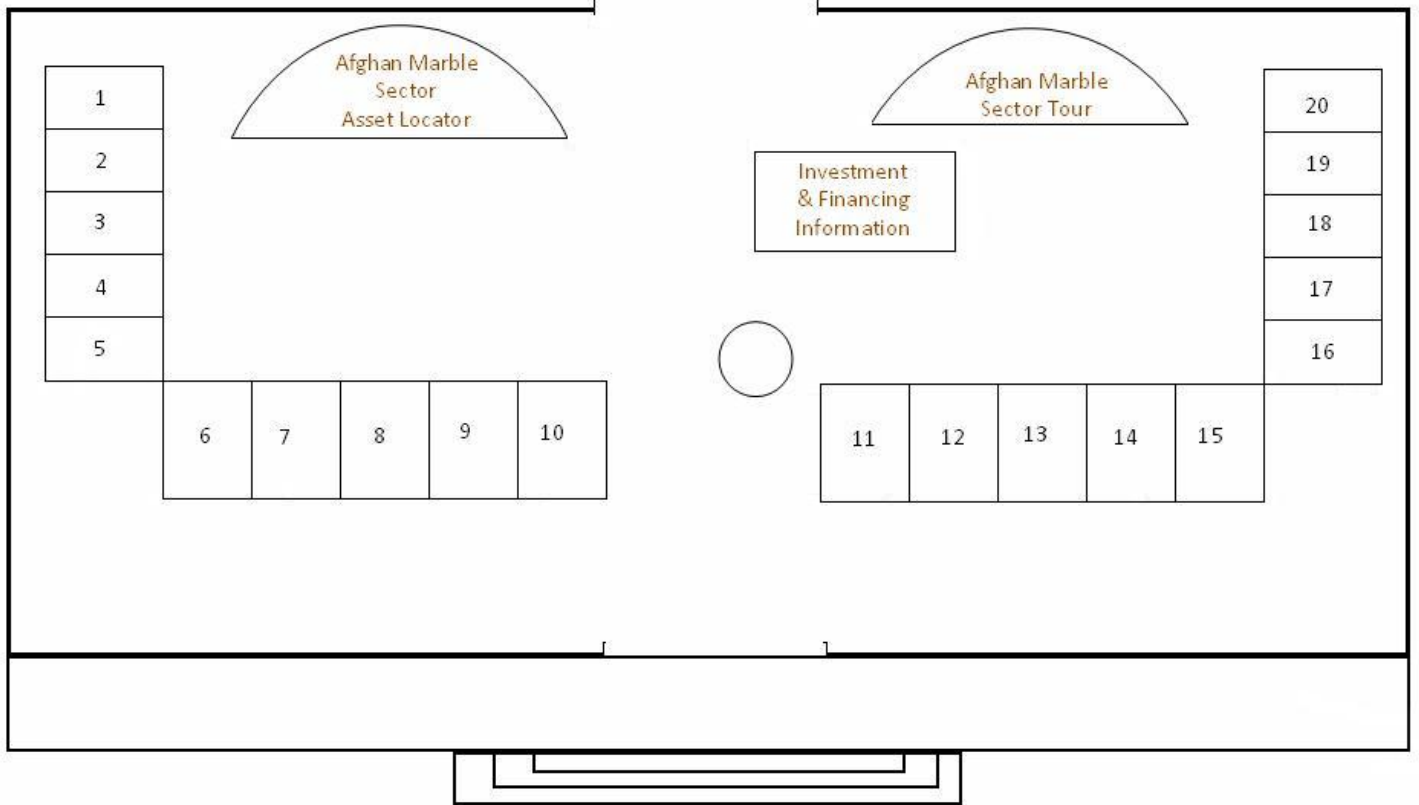 Afghan Marble
Sector
Asset Locator
Afghan Marble
Sector Tour
Investment
& Financing
Information
1
2
3
4
5
6
7
8
9
10
11
12
13
14
15
20
19
18
17
16